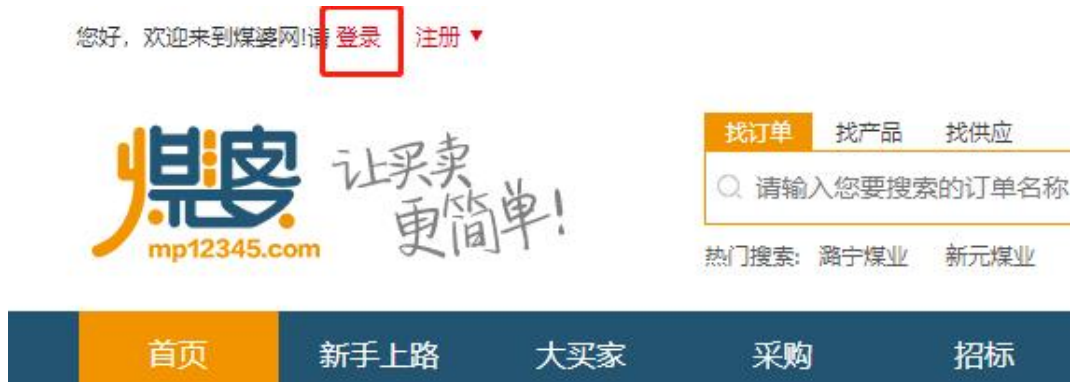 您好，欢迎来到煤婆网!请 登录 注册 ▼
煤婆
mp12345.com
让买卖
更简单!
找订单 找产品 找供应
请输入您要搜索的订单名称
热门搜索: 潞宁煤业 新元煤业
首页 新手上路 大买家 采购 招标